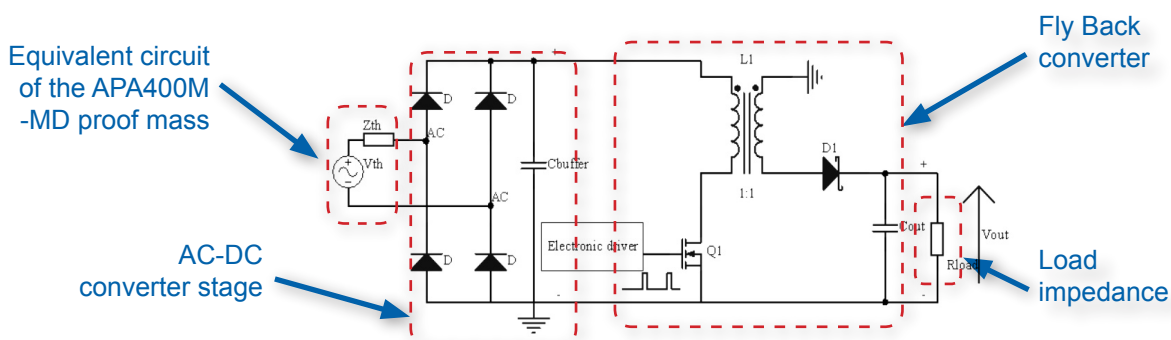 Equivalent circuit
of the APA400M
-MD proof mass
Fly Back
converter
AC-DC
converter stage
Load
impedance
Zth
Vth
+
AC
AC
D
D
D
D
+
-
Cbuffer
L1
1:1
D1
Electronic driver
Q1
Cout
+
-
Rload
Vout